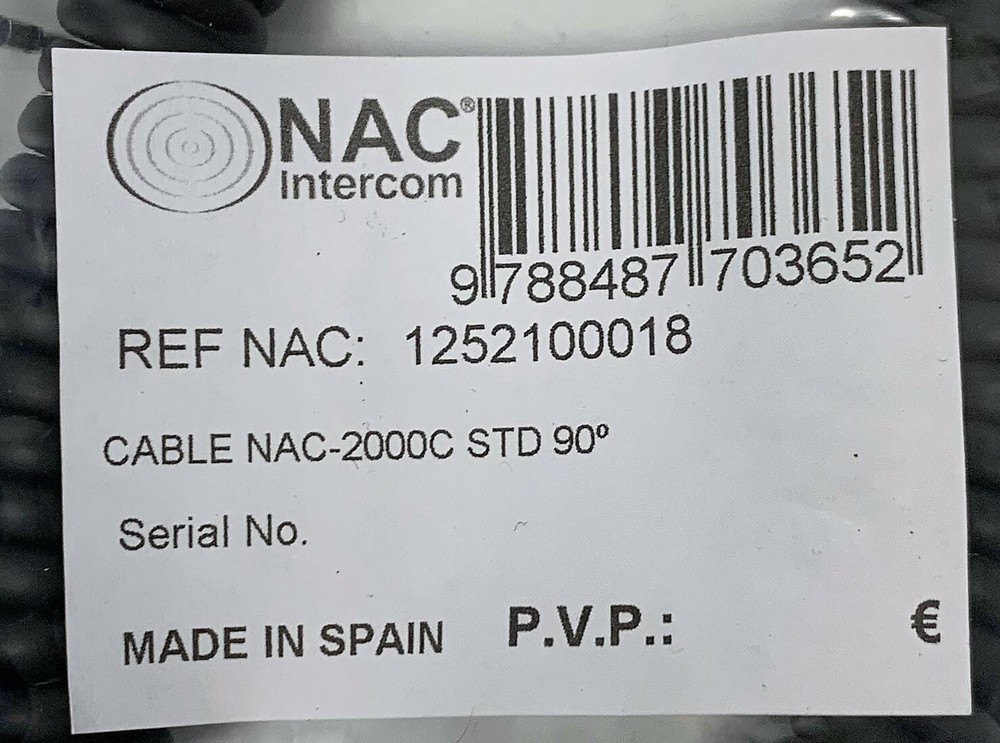 NAC®
Intercom
9 788487 703652
REF NAC: 1252100018
CABLE NAC-2000C STD 90º
Serial No.
MADE IN SPAIN
P.V.P.: €